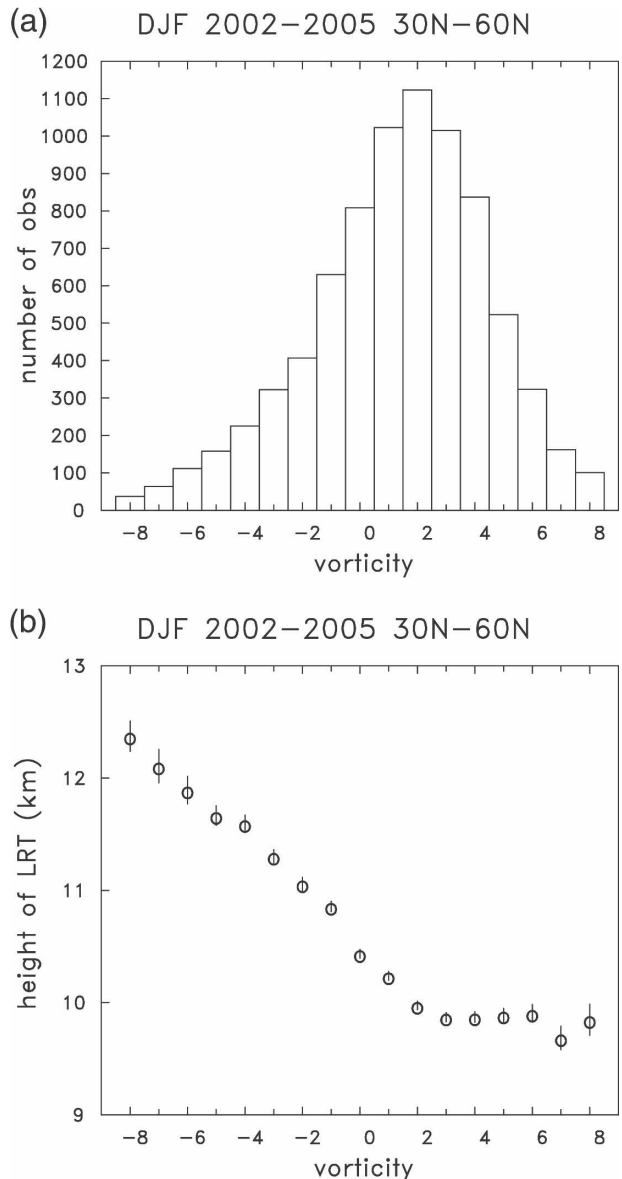 (a) DJF 2002−2005 30N−60N
1200
1100
1000
900
800
700
600
500
400
300
200
100
0
number of obs
−8 −6 −4 −2 0 2 4 6 8
vorticity
(b) DJF 2002−2005 30N−60N
13
12
11
10
9
height of LRT (km)
−8 −6 −4 −2 0 2 4 6 8
vorticity